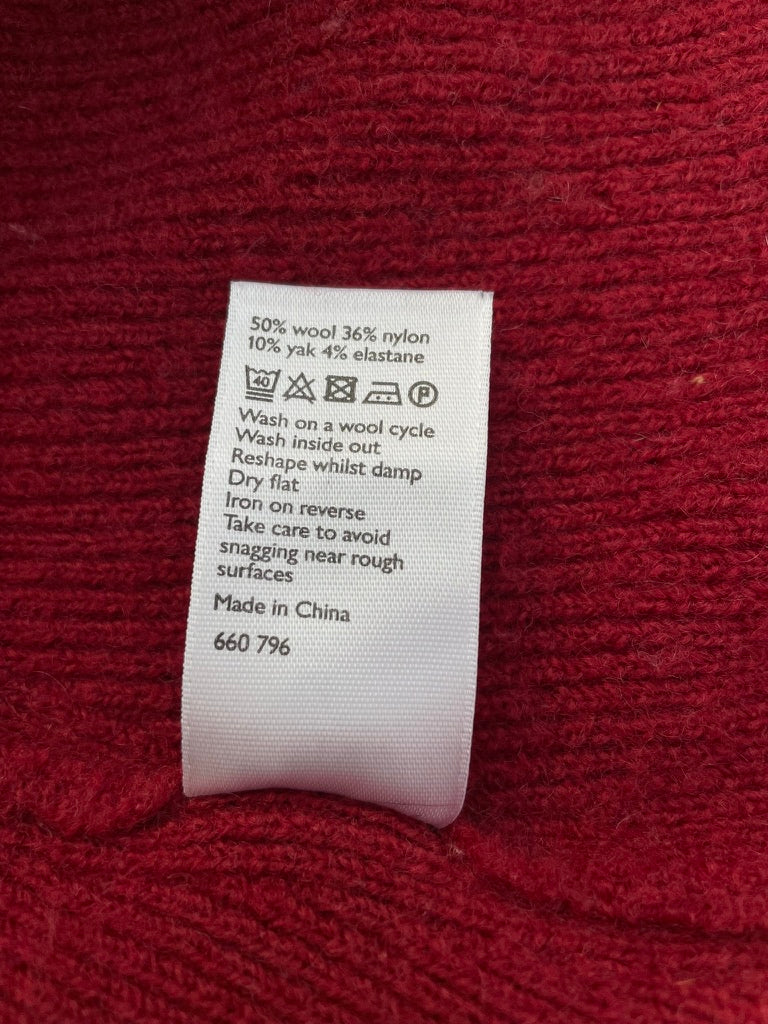 50% wool 36% nylon
10% yak 4% elastane
40 P
Wash on a wool cycle
Wash inside out
Reshape whilst damp
Dry flat
Iron on reverse
Take care to avoid
snagging near rough
surfaces
Made in China
660 796